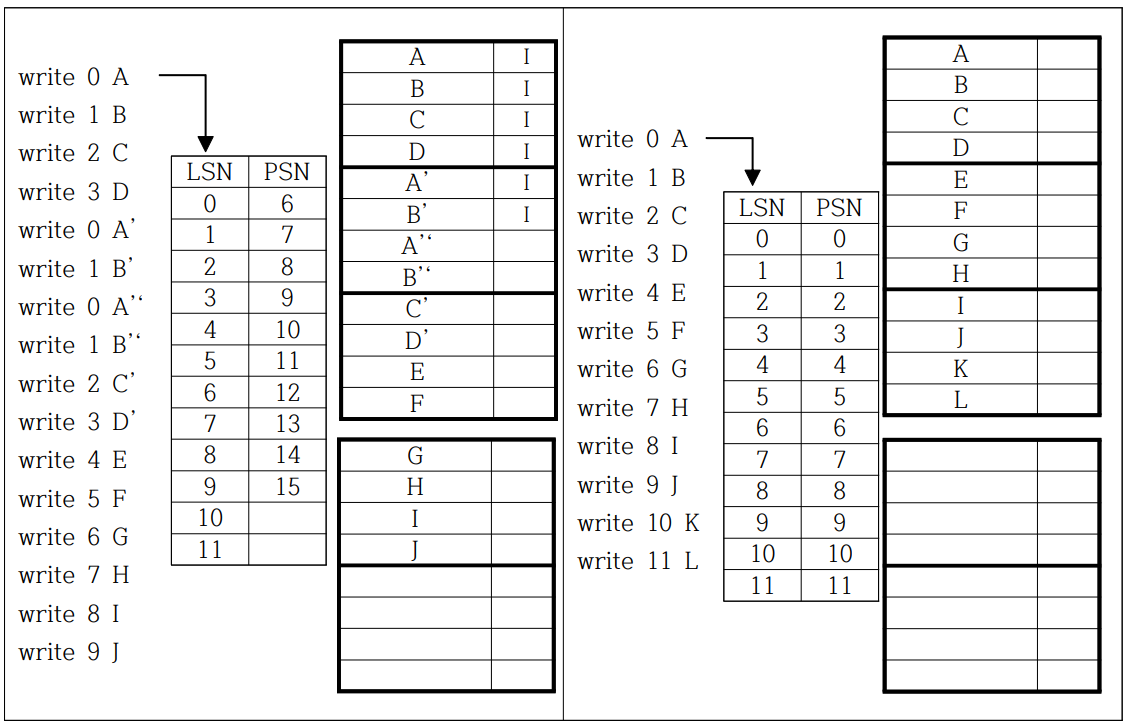 write 0 A
write 1 B
write 2 C
write 3 D
write 0 A'
write 1 B'
write 0 A'‘
write 1 B'‘
write 2 C'
write 3 D'
write 4 E
write 5 F
write 6 G
write 7 H
write 8 I
write 9 J
LSN PSN
0 6
1 7
2 8
3 9
4 10
5 11
6 12
7 13
8 14
9 15
10
11
A I
B I
C I
D I
A' I
B' I
A'‘
B'‘
C'
D'
E
F
G
H
I
J
write 0 A
write 1 B
write 2 C
write 3 D
write 4 E
write 5 F
write 6 G
write 7 H
write 8 I
write 9 J
write 10 K
write 11 L
LSN PSN
0 0
1 1
2 2
3 3
4 4
5 5
6 6
7 7
8 8
9 9
10 10
11 11
A
B
C
D
E
F
G
H
I
J
K
L